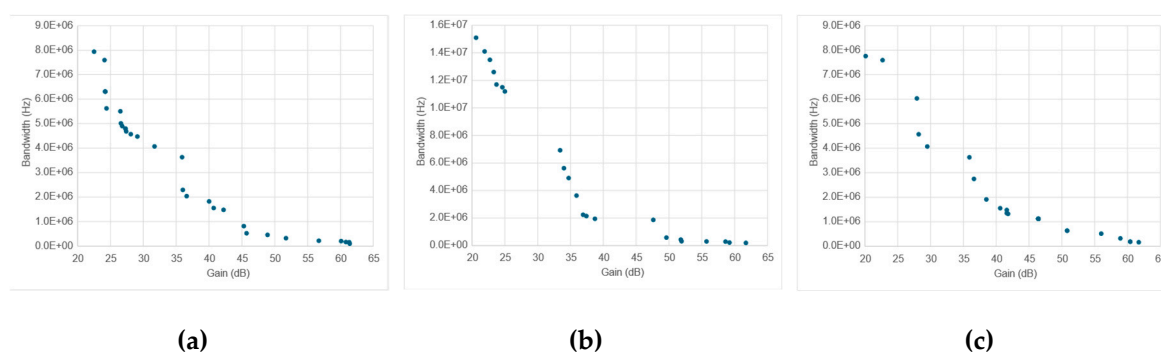 9.0E+06
8.0E+06
7.0E+06
6.0E+06
5.0E+06
4.0E+06
3.0E+06
2.0E+06
1.0E+06
0.0E+00
Bandwidth (Hz)
20 25 30 35 40 45 50 55 60 65
Gain (dB)
(a)
1.6E+07
1.4E+07
1.2E+07
1.0E+07
8.0E+06
6.0E+06
4.0E+06
2.0E+06
0.0E+00
Bandwidth (Hz)
20 25 30 35 40 45 50 55 60 65
Gain (dB)
(b)
9.0E+06
8.0E+06
7.0E+06
6.0E+06
5.0E+06
4.0E+06
3.0E+06
2.0E+06
1.0E+06
0.0E+00
Bandwidth (Hz)
20 25 30 35 40 45 50 55 60 65
Gain (dB)
(c)